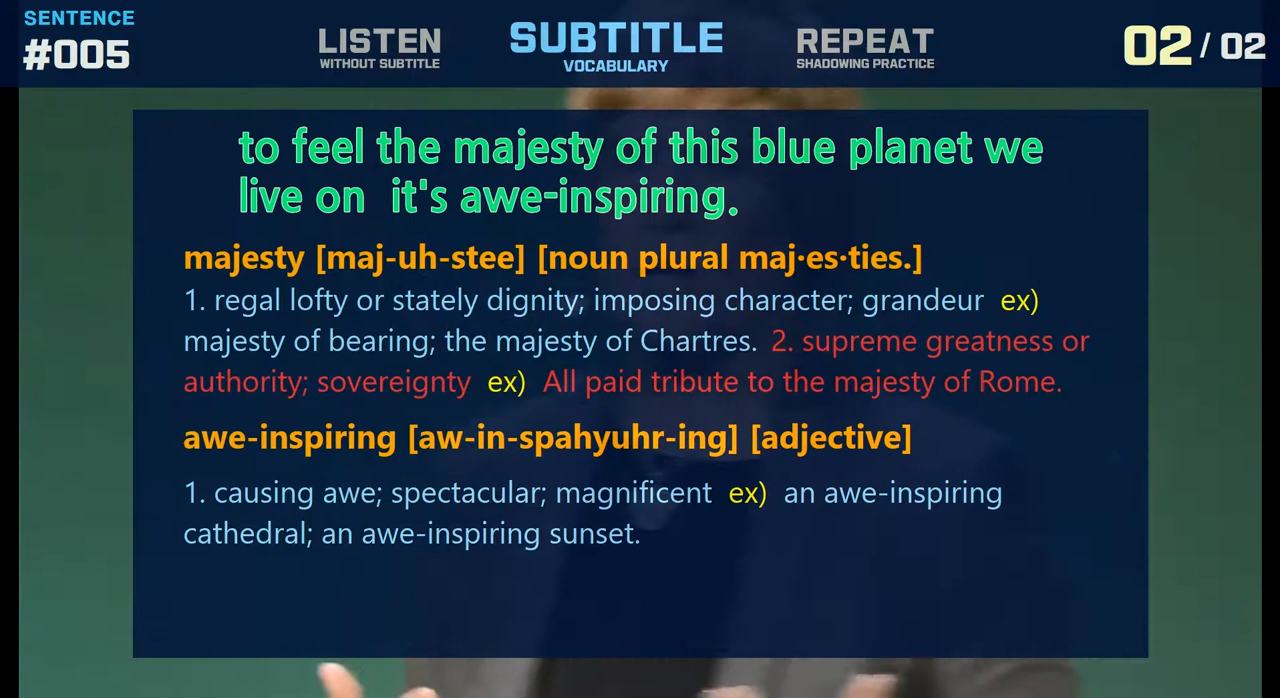 SENTENCE
#005
LISTEN
WITHOUT SUBTITLE
SUBTITLE
VOCABULARY
REPEAT
SHADOWING PRACTICE
02 / 02
to feel the majesty of this blue planet we
live on  it's awe-inspiring.
majesty [maj-uh-stee] [noun plural maj·es·ties.]
1. regal lofty or stately dignity; imposing character; grandeur  ex)
majesty of bearing; the majesty of Chartres.  2. supreme greatness or
authority; sovereignty  ex)  All paid tribute to the majesty of Rome.
awe-inspiring [aw-in-spahyuhr-ing] [adjective]
1. causing awe; spectacular; magnificent  ex)  an awe-inspiring
cathedral; an awe-inspiring sunset.